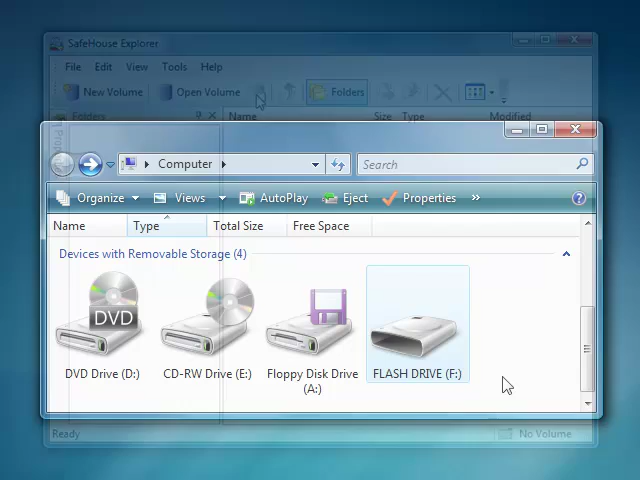 SafeHouse Explorer
File Edit View Tools Help
New Volume Open Volume Folders
Folders Name Size Type Modified
Computer Search
Organize Views AutoPlay Eject Properties »
Name Type Total Size Free Space
Devices with Removable Storage (4)
DVD
DVD Drive (D:) CD-RW Drive (E:) Floppy Disk Drive (A:) FLASH DRIVE (F:)
Ready No Volume